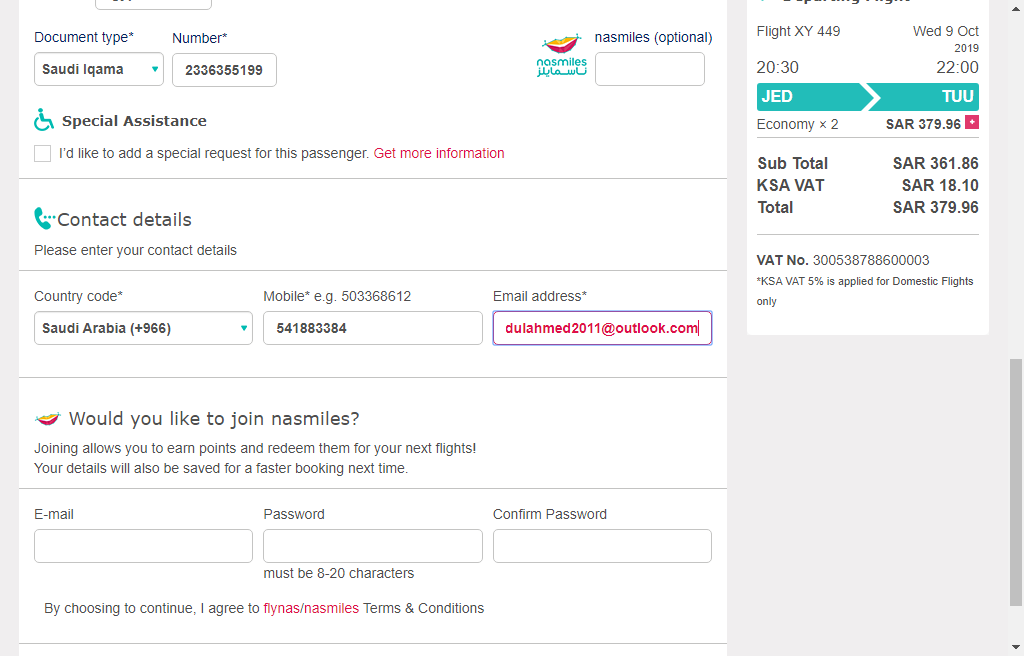 Document type*
Number*
nasmiles (optional)
Saudi Iqama
2336355199
nasmiles
ناسمايلز
Special Assistance
I'd like to add a special request for this passenger. Get more information
Contact details
Please enter your contact details
Country code*
Mobile* e.g. 503368612
Email address*
Saudi Arabia (+966)
541883384
dulahmed2011@outlook.com
Would you like to join nasmiles?
Joining allows you to earn points and redeem them for your next flights!
Your details will also be saved for a faster booking next time.
E-mail
Password
Confirm Password
must be 8-20 characters
By choosing to continue, I agree to flynas/nasmiles Terms & Conditions
Flight XY 449
Wed 9 Oct
2019
20:30
22:00
JED
TUU
Economy × 2
SAR 379.96 +
Sub Total
SAR 361.86
KSA VAT
SAR 18.10
Total
SAR 379.96
VAT No. 300538788600003
*KSA VAT 5% is applied for Domestic Flights
only